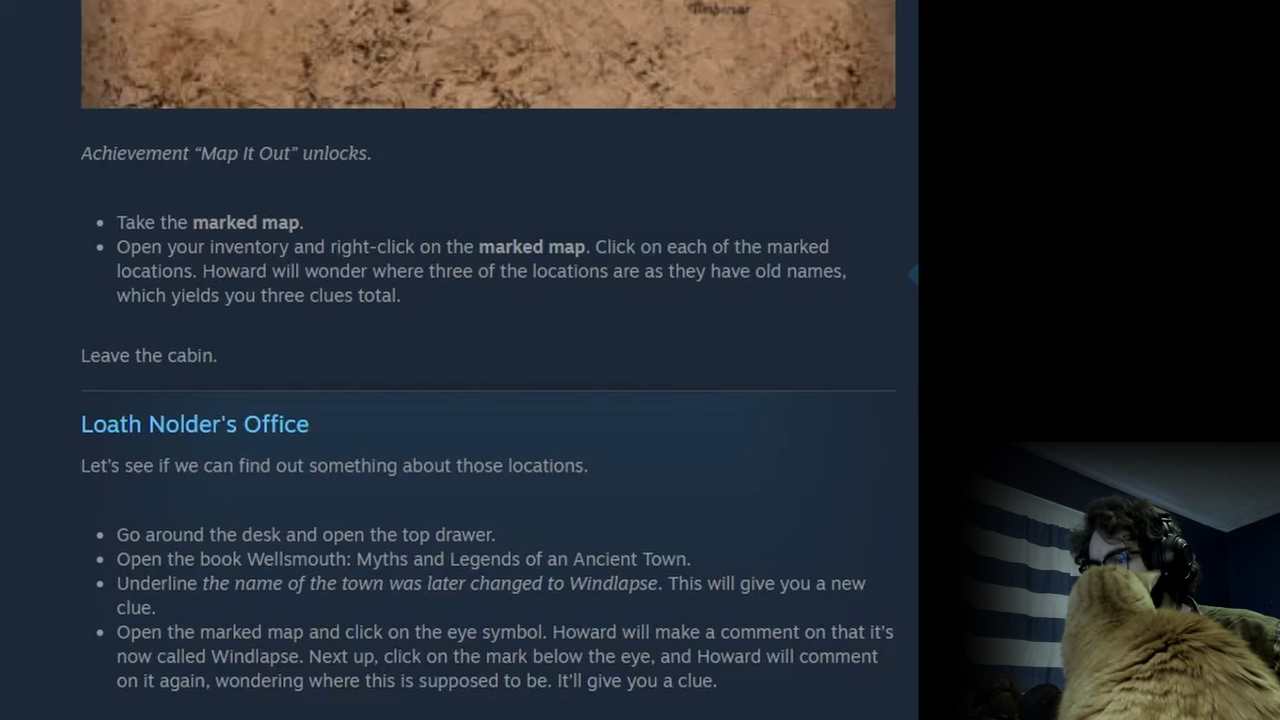 Achievement “Map It Out” unlocks.
• Take the marked map.
• Open your inventory and right-click on the marked map. Click on each of the marked
locations. Howard will wonder where three of the locations are as they have old names,
which yields you three clues total.
Leave the cabin.
Loath Nolder's Office
Let’s see if we can find out something about those locations.
• Go around the desk and open the top drawer.
• Open the book Wellsmouth: Myths and Legends of an Ancient Town.
• Underline the name of the town was later changed to Windlapse. This will give you a new
clue.
• Open the marked map and click on the eye symbol. Howard will make a comment on that it’s
now called Windlapse. Next up, click on the mark below the eye, and Howard will comment
on it again, wondering where this is supposed to be. It’ll give you a clue.